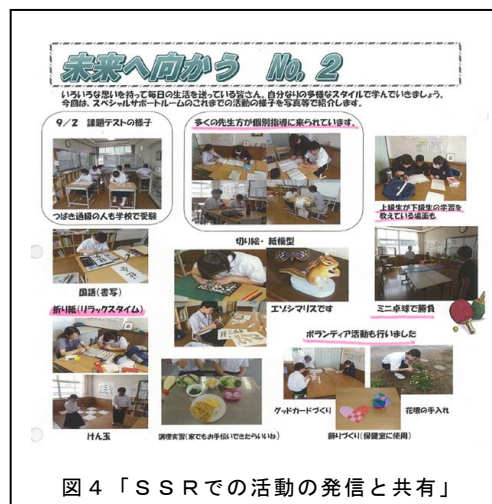 未来へ向かう No. 2
いろいろな思いを持って毎日の生活を送っている皆さん、自分なりの多様なスタイルで学んでいきましょう。
今回は、スペシャルサポートルームのこれまでの活動の様子を写真等で紹介します。
9/2 課題テストの様子
つばき通級の人も学校で受験
多くの先生方が個別指導に来られています。
上級生が下級生の学習を
教えている場面も
国語(書写)
切り絵・紙模型
エゾシマリスです
ミニ卓球で勝負
折り紙(リラックスタイム)
ボランティア活動も行いました
けん玉
調理実習(家でもお手伝いできたらいいね)
グッドカードづくり
花壇の手入れ
飾りづくり(保健室に使用)
図4「SSRでの活動の発信と共有」